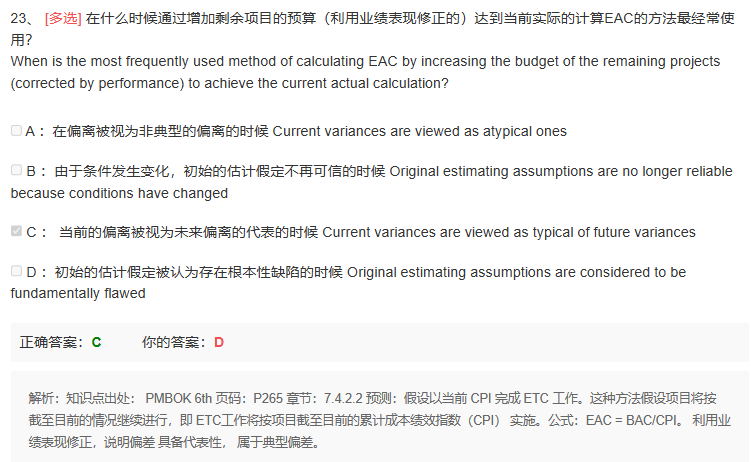 23、 [多选] 在什么时候通过增加剩余项目的预算（利用业绩表现修正的）达到当前实际的计算EAC的方法最经常使
用？
When is the most frequently used method of calculating EAC by increasing the budget of the remaining projects
(corrected by performance) to achieve the current actual calculation?
A ： 在偏离被视为非典型的偏离的时候 Current variances are viewed as atypical ones
B ： 由于条件发生变化，初始的估计假定不再可信的时候 Original estimating assumptions are no longer reliable
because conditions have changed
C ： 当前的偏离被视为未来偏离的代表的时候 Current variances are viewed as typical of future variances
D ： 初始的估计假定被认为存在根本性缺陷的时候 Original estimating assumptions are considered to be
fundamentally flawed
正确答案：C 你的答案：D
解析：知识点出处： PMBOK 6th 页码：P265 章节：7.4.2.2 预测：假设以当前 CPI 完成 ETC 工作。这种方法假设项目将按
截至目前的情况继续进行，即 ETC工作将按项目截至目前的累计成本绩效指数（CPI） 实施。公式：EAC = BAC/CPI。 利用业
绩表现修正，说明偏差 具备代表性， 属于典型偏差。